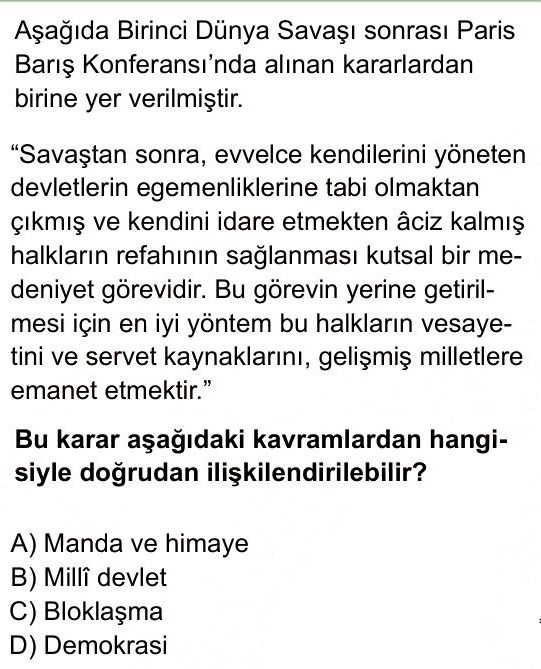 Aşağıda Birinci Dünya Savaşı sonrası Paris
Barış Konferansı’nda alınan kararlardan
birine yer verilmiştir.
“Savaştan sonra, evvelce kendilerini yöneten
devletlerin egemenliklerine tabi olmaktan
çıkmış ve kendini idare etmekten âciz kalmış
halkların refahının sağlanması kutsal bir me-
deniyet görevidir. Bu görevin yerine getiril-
mesi için en iyi yöntem bu halkların vesaye-
tini ve servet kaynaklarını, gelişmiş milletlere
emanet etmektir.”
Bu karar aşağıdaki kavramlardan hangi-
siyle doğrudan ilişkilendirilebilir?
A) Manda ve himaye
B) Millî devlet
C) Bloklaşma
D) Demokrasi